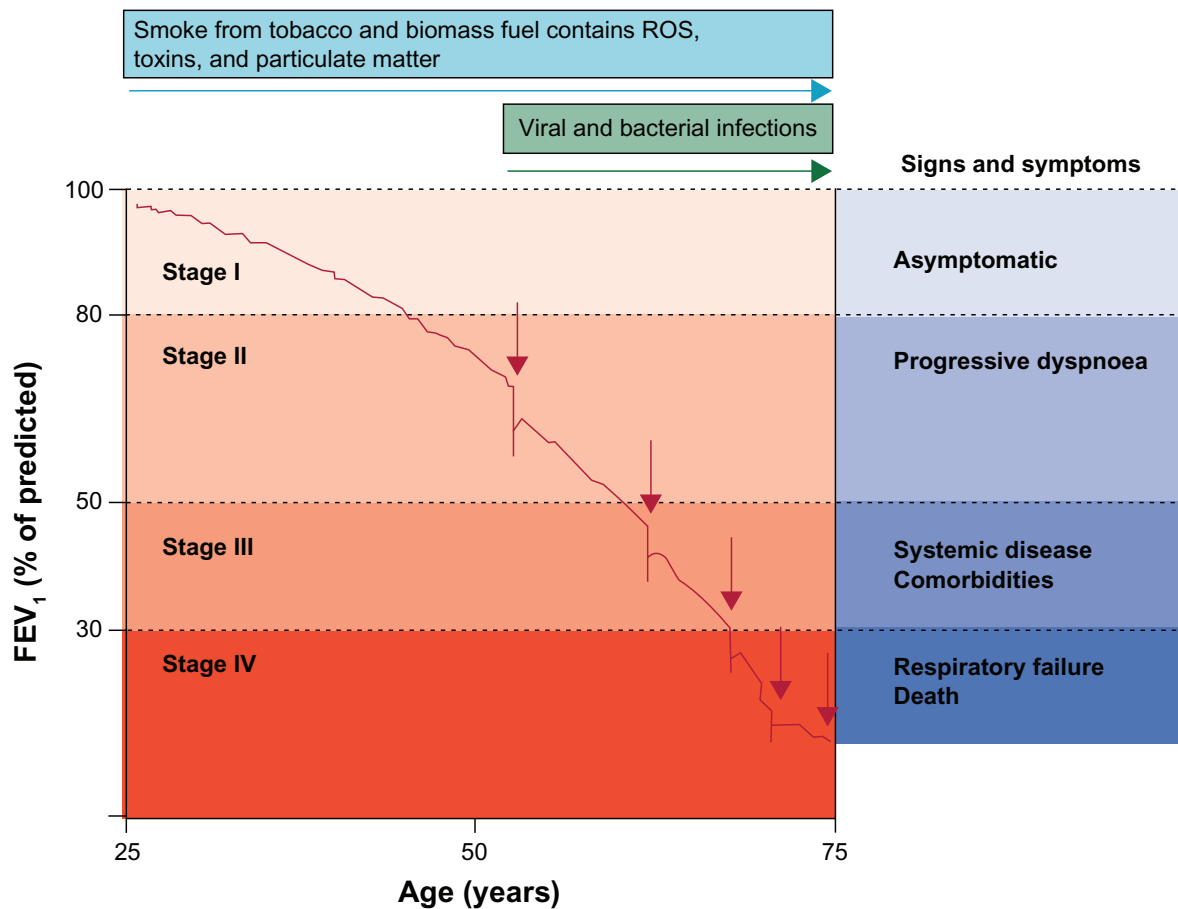 Smoke from tobacco and biomass fuel contains ROS,
toxins, and particulate matter
Viral and bacterial infections
Signs and symptoms
100
Stage I
Asymptomatic
80
Stage II
Progressive dyspnoea
50
Stage III
Systemic disease
Comorbidities
30
Stage IV
Respiratory failure
Death
FEV₁ (% of predicted)
25
50
75
Age (years)